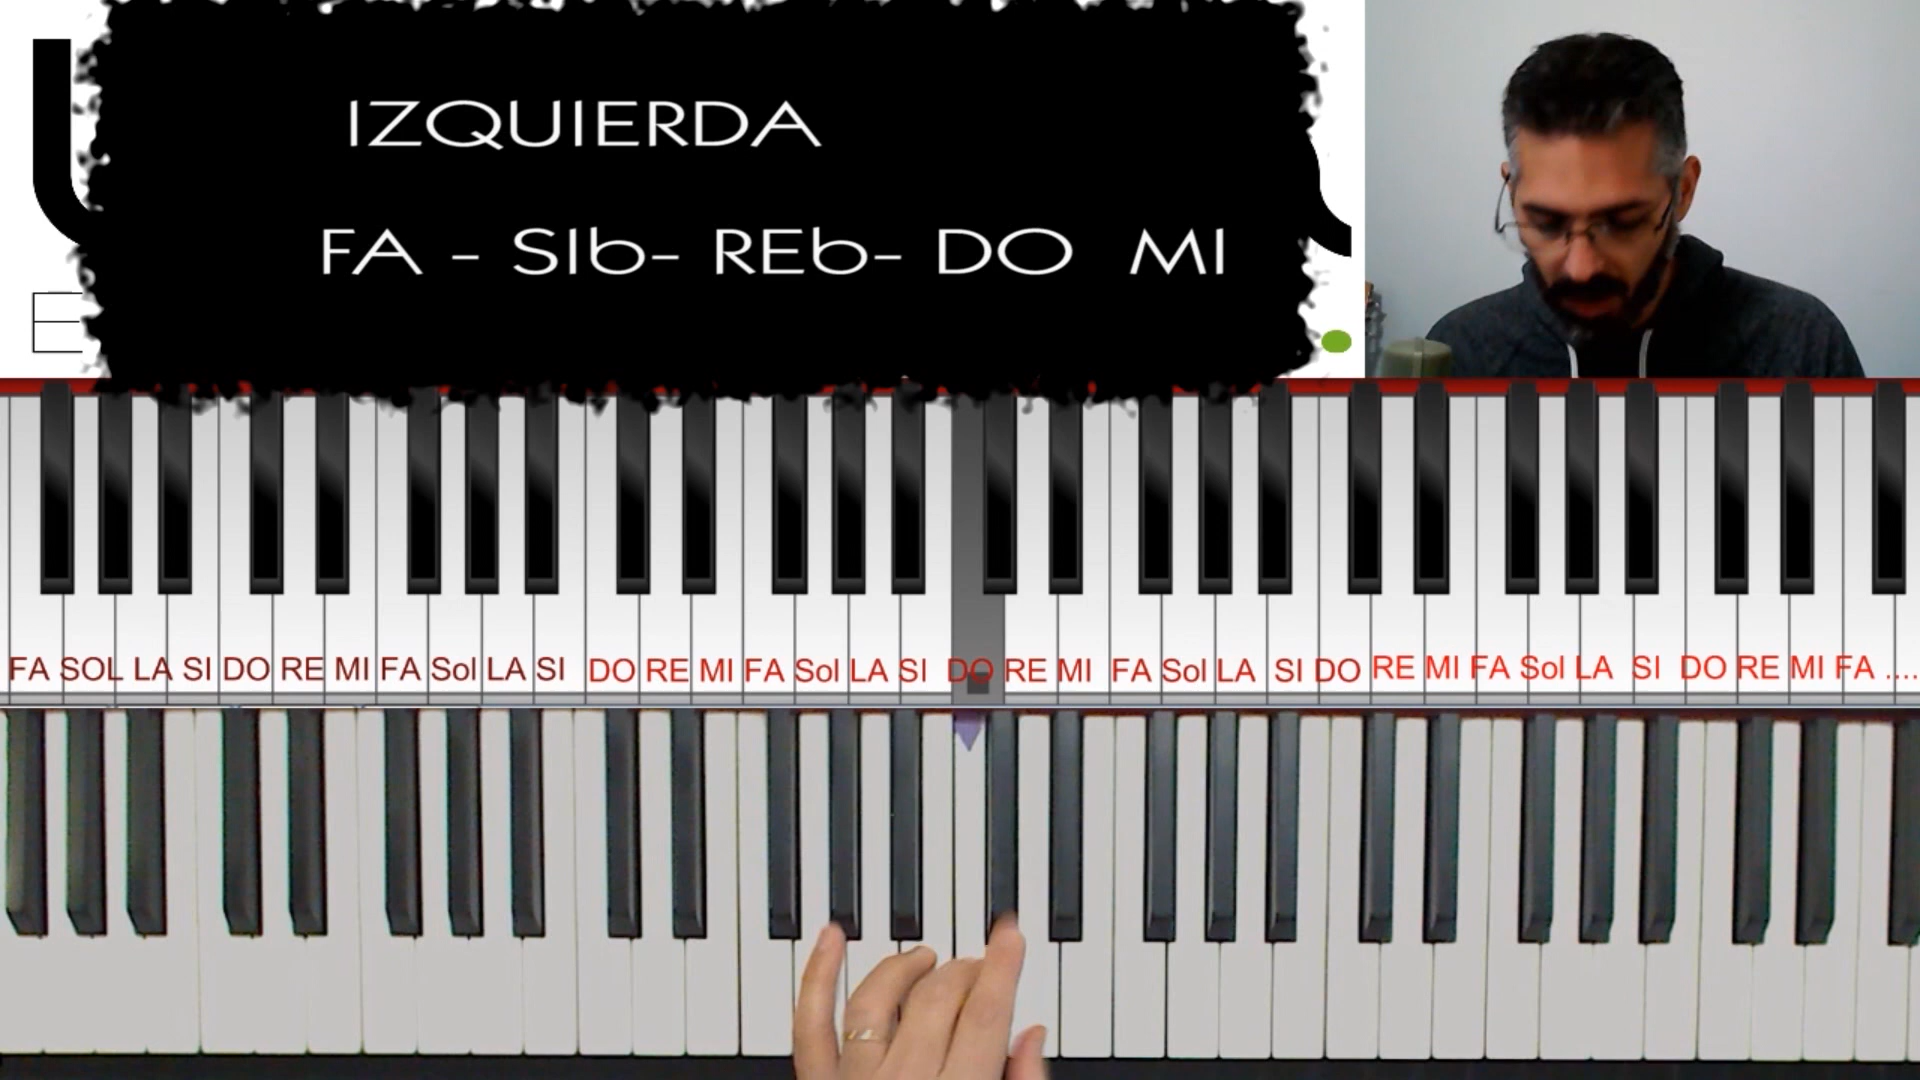 IZQUIERDA
FA - SIb- REb- DO MI
FA SOL LA SI DO RE MI FA Sol LA SI DO RE MI FA Sol LA SI DO RE MI FA Sol LA SI DO RE MI FA Sol LA SI DO RE MI FA ....